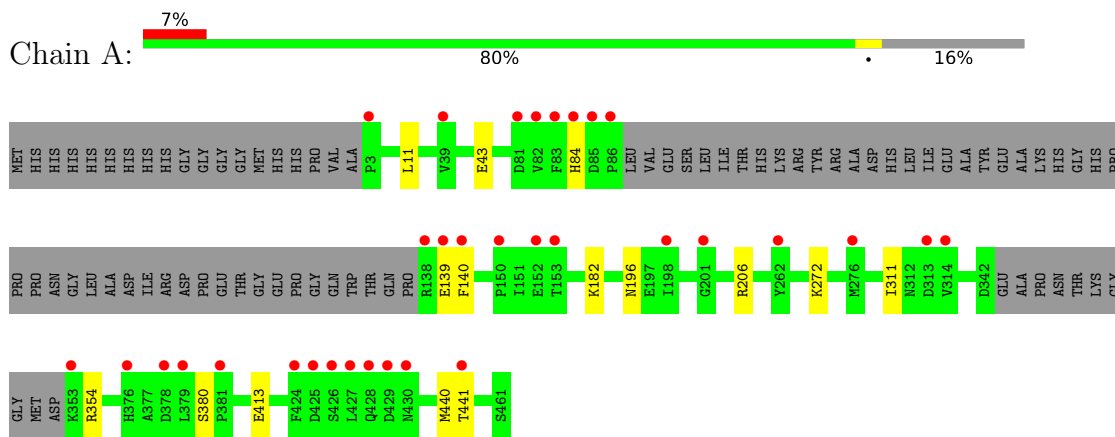 7%
Chain A:
80% • 16%
MET HIS HIS HIS HIS HIS HIS HIS HIS HIS GLY GLY GLY GLY MET HIS HIS PRO VAL ALA P3 L11 V39 E43 D81 V82 F83 H84 D85 P86 LEU VAL GLU SER LEU ILE THR HIS LYS ARG TYR ARG ALA ASP HIS LEU ILE GLU ALA TYR GLU ALA LYS HIS GLY HIS PRO
PRO PRO ASN GLY LEU ALA ASP ILE ARG ASP PRO GLU THR GLY GLU PRO GLY GLN TRP THR GLN PRO R138 E139 F140 P150 I151 E152 T153 K182 N196 E197 I198 G201 R206 Y262 K272 M276 I311 N312 D313 V314 D342 GLU ALA PRO ASN THR LYS GLY
GLY MET ASP K353 R354 H376 A377 D378 L379 S380 P381 E413 F424 D425 S426 L427 Q428 D429 N430 M440 T441 S461